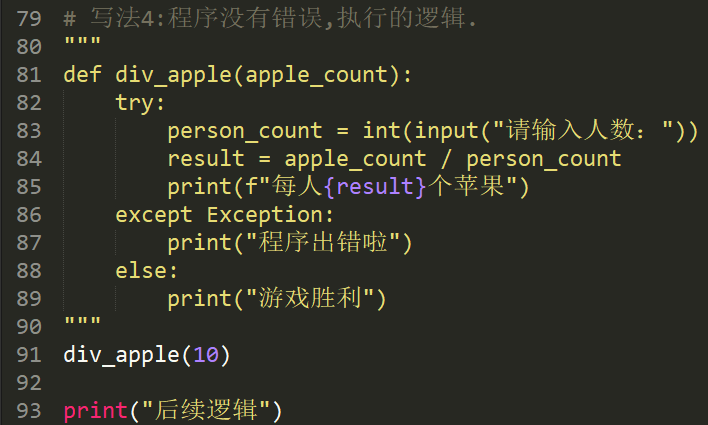 79 # 写法4:程序没有错误,执行的逻辑.
80 """
81 def div_apple(apple_count):
82     try:
83         person_count = int(input("请输入人数："))
84         result = apple_count / person_count
85         print(f"每人{result}个苹果")
86     except Exception:
87         print("程序出错啦")
88     else:
89         print("游戏胜利")
90 """
91 div_apple(10)
92
93 print("后续逻辑")